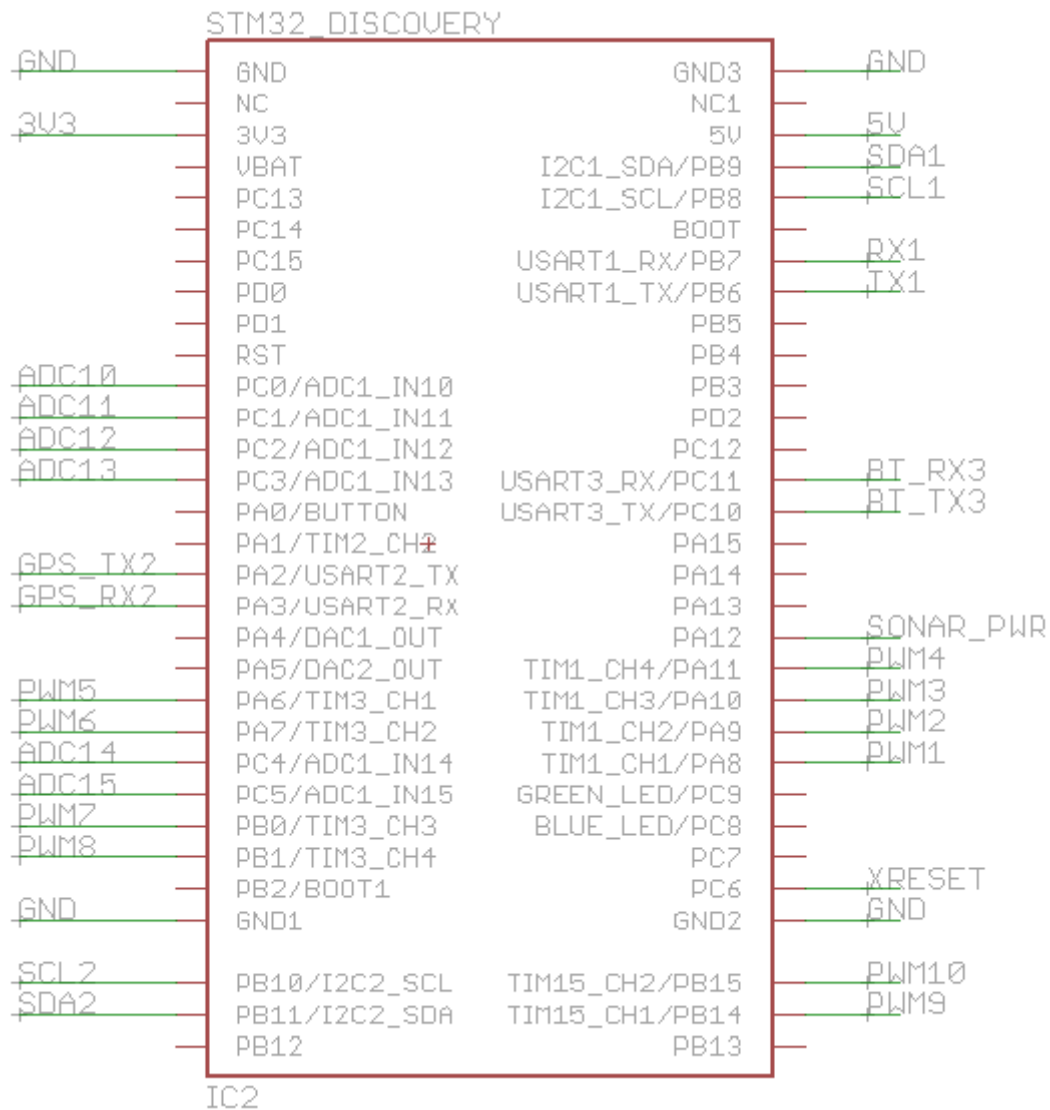 STM32_DISCOVERY
GND GND GND3 GND
NC NC1
3V3 3V3 5V 5V
VBAT I2C1_SDA/PB9 SDA1
PC13 I2C1_SCL/PB8 SCL1
PC14 BOOT
PC15 USART1_RX/PB7 RX1
PD0 USART1_TX/PB6 TX1
PD1 PB5
RST PB4
ADC10 PC0/ADC1_IN10 PB3
ADC11 PC1/ADC1_IN11 PD2
ADC12 PC2/ADC1_IN12 PC12
ADC13 PC3/ADC1_IN13 USART3_RX/PC11 BT_RX3
PA0/BUTTON USART3_TX/PC10 BT_TX3
PA1/TIM2_CH2 PA15
GPS_TX2 PA2/USART2_TX PA14
GPS_RX2 PA3/USART2_RX PA13
PA4/DAC1_OUT PA12 SONAR_PWR
PA5/DAC2_OUT TIM1_CH4/PA11 PWM4
PWM5 PA6/TIM3_CH1 TIM1_CH3/PA10 PWM3
PWM6 PA7/TIM3_CH2 TIM1_CH2/PA9 PWM2
ADC14 PC4/ADC1_IN14 TIM1_CH1/PA8 PWM1
ADC15 PC5/ADC1_IN15 GREEN_LED/PC9
PWM7 PB0/TIM3_CH3 BLUE_LED/PC8
PWM8 PB1/TIM3_CH4 PC7
PB2/BOOT1 PC6 XRESET
GND GND1 GND2 GND
SCL2 PB10/I2C2_SCL TIM15_CH2/PB15 PWM10
SDA2 PB11/I2C2_SDA TIM15_CH1/PB14 PWM9
PB12 PB13
IC2